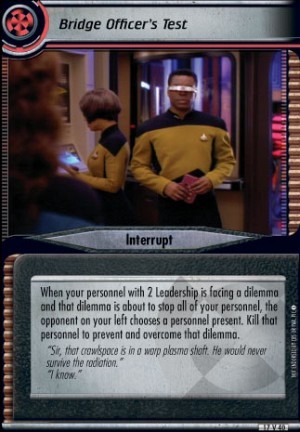 Bridge Officer's Test
Interrupt
When your personnel with 2 Leadership is facing a dilemma
and that dilemma is about to stop all of your personnel, the
opponent on your left chooses a personnel present. Kill that
personnel to prevent and overcome that dilemma.
"Sir, that crawlspace is in a warp plasma shaft. He would never
survive the radiation."
"I know."
17 V 40